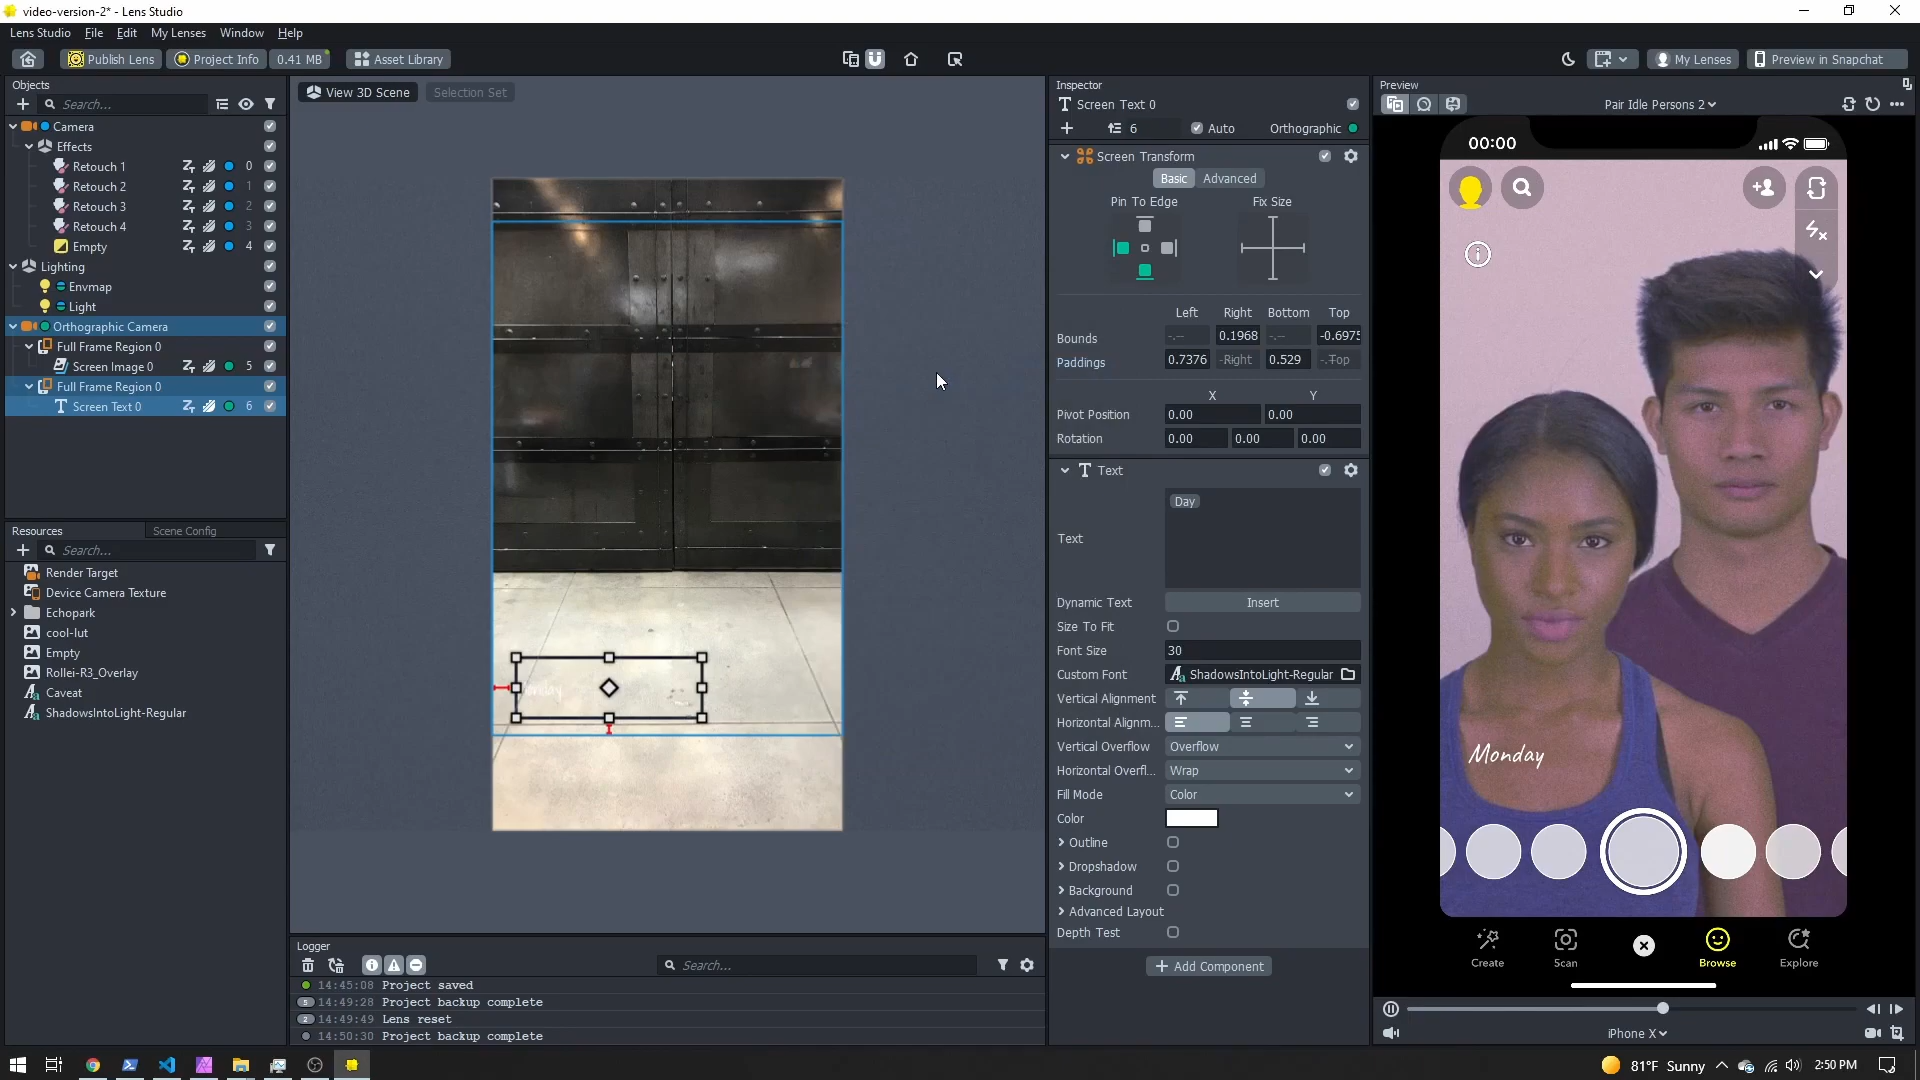 video-version-2* - Lens Studio
Lens Studio File Edit My Lenses Window Help
Publish Lens Project Info 0.41 MB Asset Library My Lenses Preview in Snapchat
Objects
Search...
Camera
Effects
Retouch 1 0
Retouch 2 1
Retouch 3 2
Retouch 4 3
Empty 4
Lighting
Envmap
Light
Orthographic Camera
Full Frame Region 0
Screen Image 0 5
Full Frame Region 0
Screen Text 0 6
Resources Scene Config
Search...
Render Target
Device Camera Texture
Echopark
cool-lut
Empty
Rollei-R3_Overlay
Caveat
ShadowsIntoLight-Regular
View 3D Scene Selection Set
Logger
Search...
14:45:08 Project saved
14:49:28 Project backup complete
14:49:49 Lens reset
14:50:30 Project backup complete
Inspector
Screen Text 0
6 Auto Orthographic
Screen Transform
Basic Advanced
Pin To Edge Fix Size
Left Right Bottom Top
Bounds -.-- 0.1968 -.-- -0.6975
Paddings 0.7376 -Right 0.529 -.Top
X Y
Pivot Position 0.00 0.00
Rotation 0.00 0.00 0.00
Text
Day
Text
Dynamic Text Insert
Size To Fit
Font Size 30
Custom Font ShadowsIntoLight-Regular
Vertical Alignment
Horizontal Alignm...
Vertical Overflow Overflow
Horizontal Overfl... Wrap
Fill Mode Color
Color
Outline
Dropshadow
Background
Advanced Layout
Depth Test
Add Component
Preview
Pair Idle Persons 2
00:00
Monday
Create Scan Browse Explore
iPhone X
81°F Sunny 2:50 PM